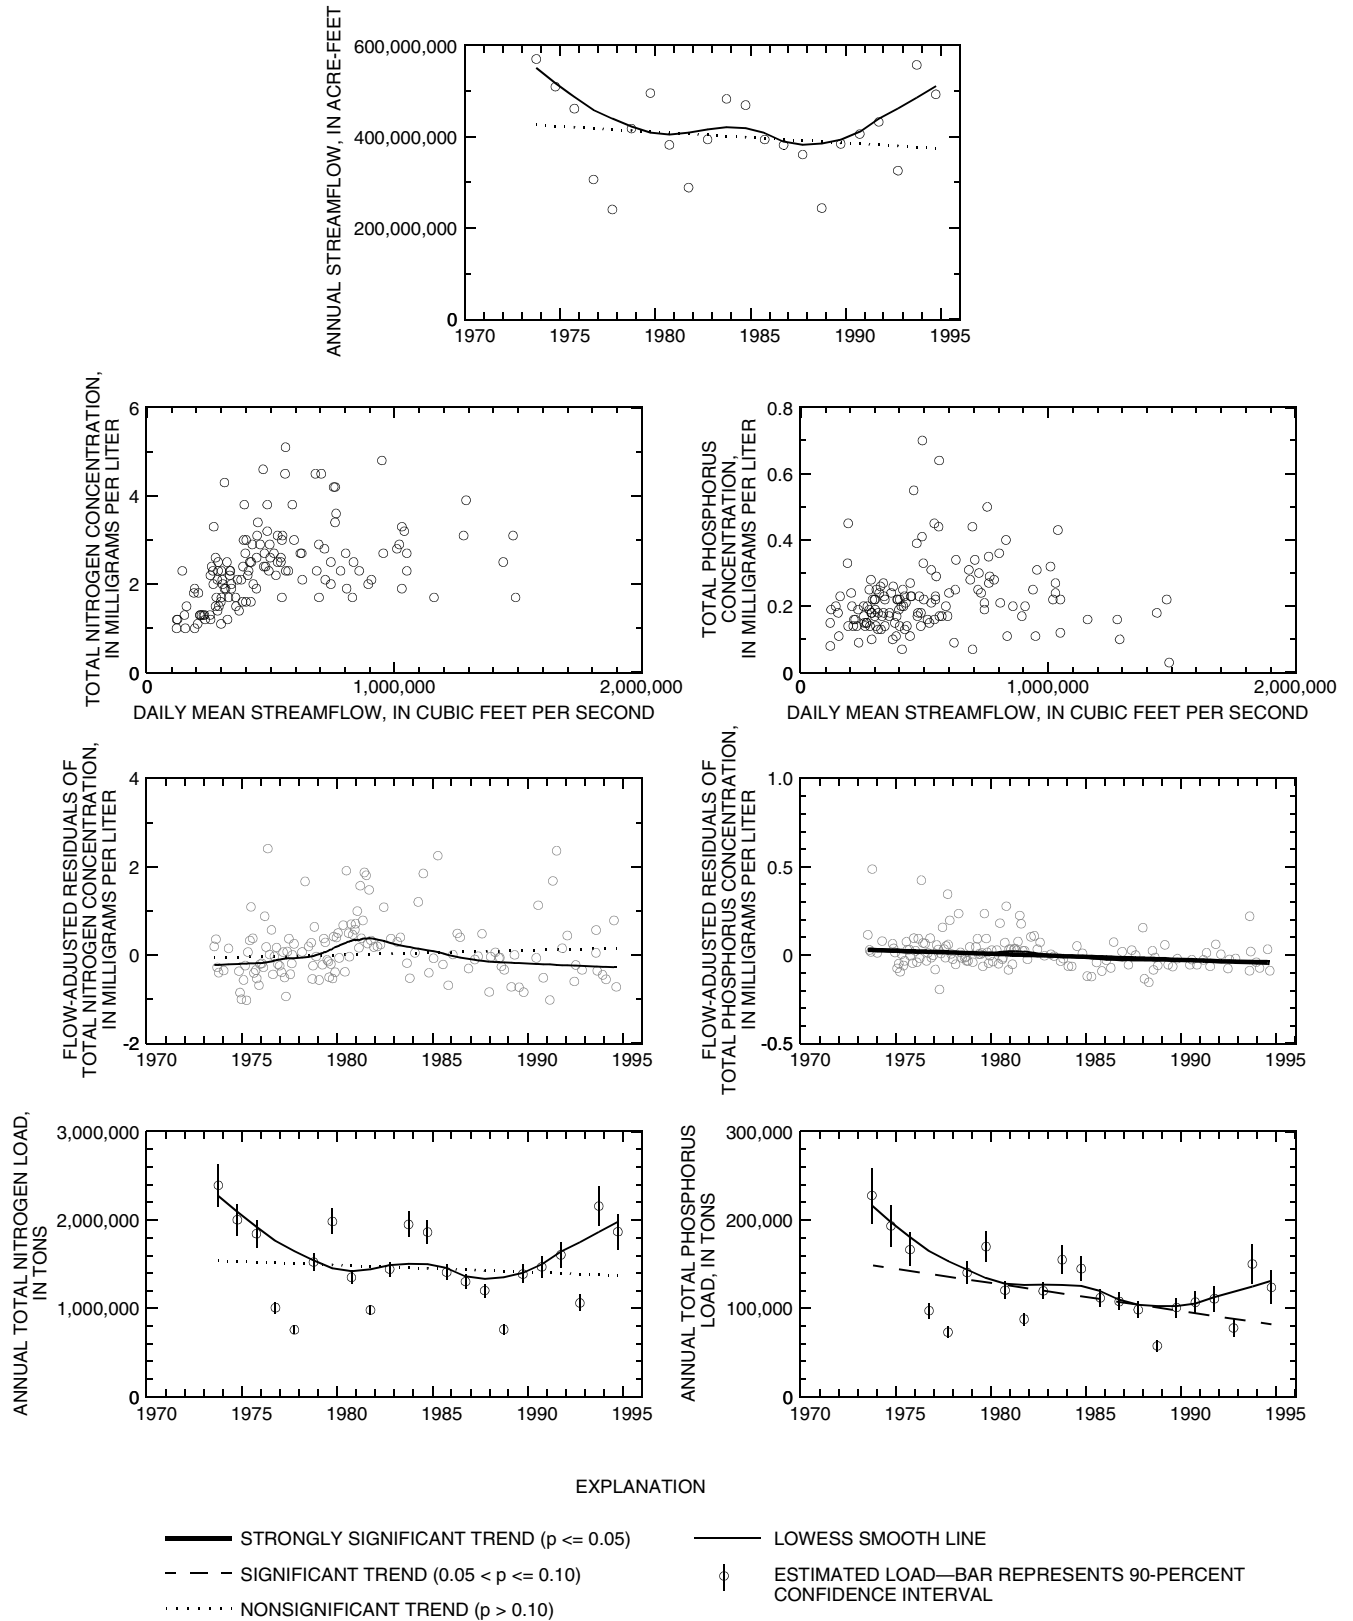 ANNUAL STREAMFLOW, IN ACRE-FEET
600,000,000
400,000,000
200,000,000
0
1970 1975 1980 1985 1990 1995
TOTAL NITROGEN CONCENTRATION,
IN MILLIGRAMS PER LITER
6
4
2
0
0 1,000,000 2,000,000
DAILY MEAN STREAMFLOW, IN CUBIC FEET PER SECOND
TOTAL PHOSPHORUS
CONCENTRATION,
IN MILLIGRAMS PER LITER
0.8
0.6
0.4
0.2
0
0 1,000,000 2,000,000
DAILY MEAN STREAMFLOW, IN CUBIC FEET PER SECOND
FLOW-ADJUSTED RESIDUALS OF
TOTAL NITROGEN CONCENTRATION,
IN MILLIGRAMS PER LITER
4
2
0
-2
1970 1975 1980 1985 1990 1995
FLOW-ADJUSTED RESIDUALS OF
TOTAL PHOSPHORUS CONCENTRATION,
IN MILLIGRAMS PER LITER
1.0
0.5
0
-0.5
1970 1975 1980 1985 1990 1995
ANNUAL TOTAL NITROGEN LOAD,
IN TONS
3,000,000
2,000,000
1,000,000
0
1970 1975 1980 1985 1990 1995
ANNUAL TOTAL PHOSPHORUS
LOAD, IN TONS
300,000
200,000
100,000
0
1970 1975 1980 1985 1990 1995
EXPLANATION
STRONGLY SIGNIFICANT TREND (p <= 0.05)
SIGNIFICANT TREND (0.05 < p <= 0.10)
NONSIGNIFICANT TREND (p > 0.10)
LOWESS SMOOTH LINE
ESTIMATED LOAD—BAR REPRESENTS 90-PERCENT
CONFIDENCE INTERVAL